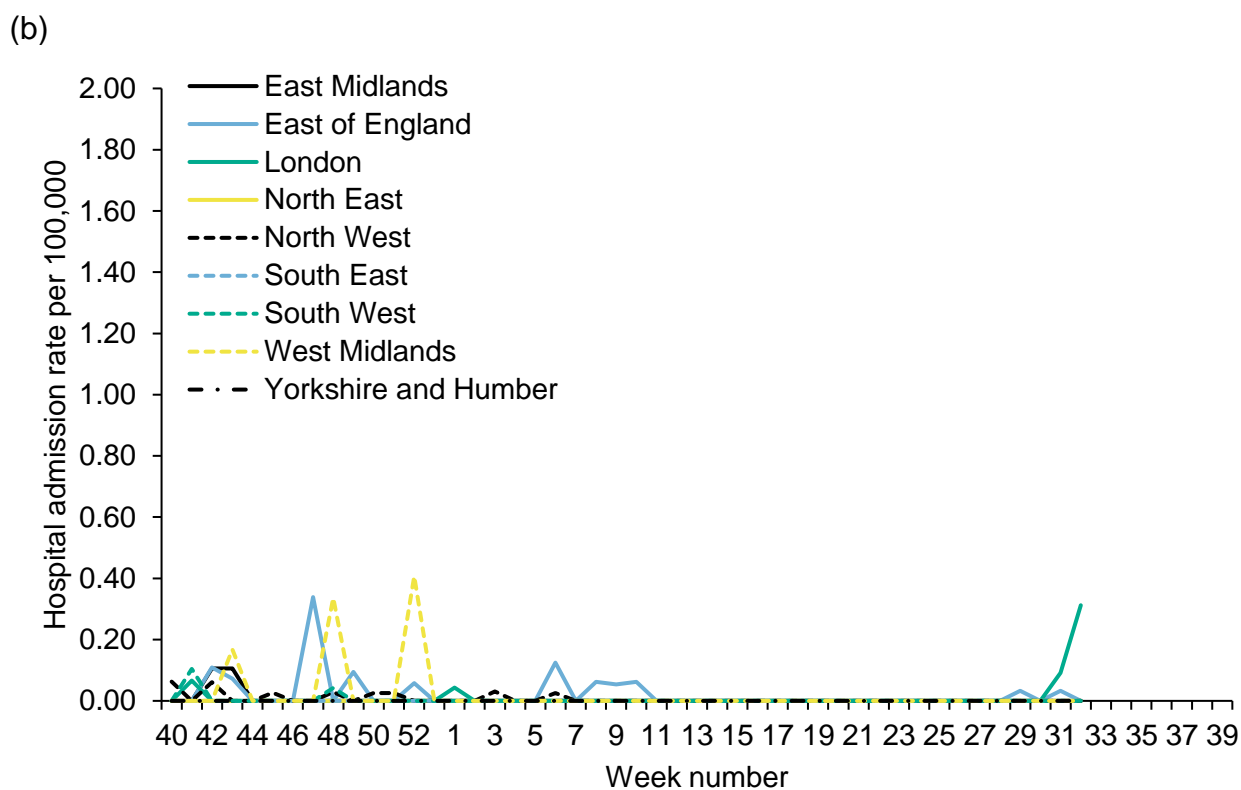 (b)
Hospital admission rate per 100,000
2.00
1.80
1.60
1.40
1.20
1.00
0.80
0.60
0.40
0.20
0.00
East Midlands
East of England
London
North East
North West
South East
South West
West Midlands
Yorkshire and Humber
40 42 44 46 48 50 52 1 3 5 7 9 11 13 15 17 19 21 23 25 27 29 31 33 35 37 39
Week number